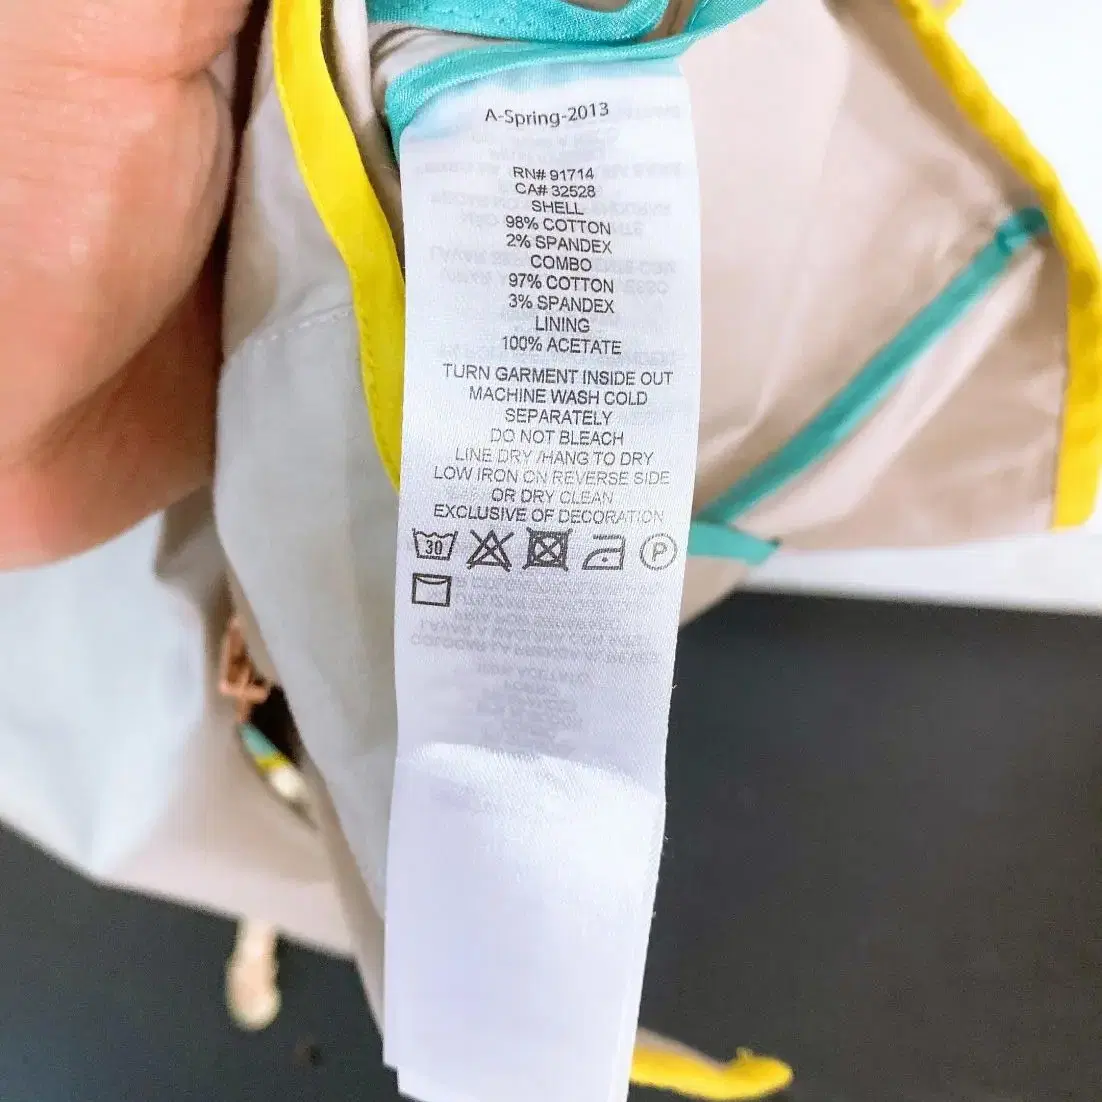 A-Spring-2013
RN# 91714
CA# 32528
SHELL
98% COTTON
2% SPANDEX
COMBO
97% COTTON
3% SPANDEX
LINING
100% ACETATE
TURN GARMENT INSIDE OUT
MACHINE WASH COLD
SEPARATELY
DO NOT BLEACH
LINE DRY /HANG TO DRY
LOW IRON ON REVERSE SIDE
OR DRY CLEAN
EXCLUSIVE OF DECORATION
30 P